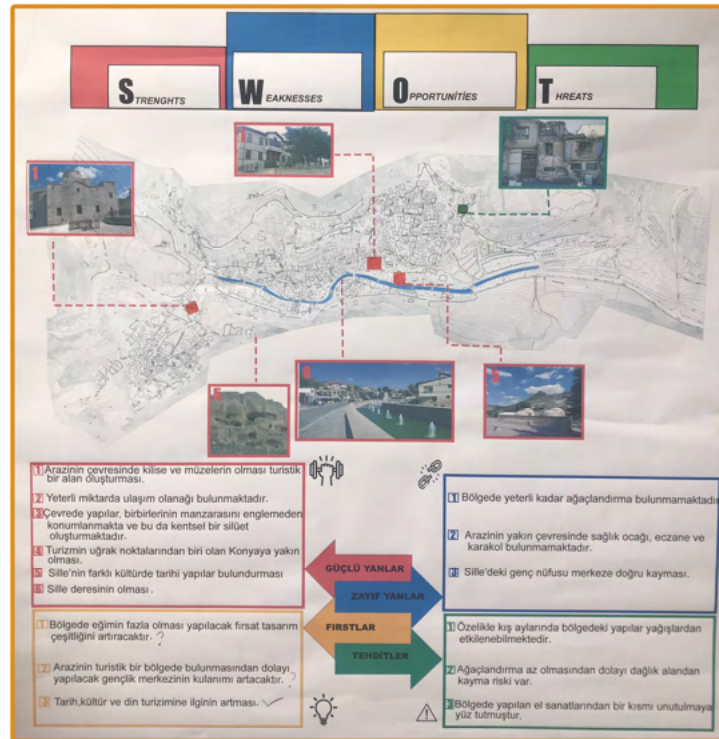 STRENGHTS
WEAKNESSES
OPPORTUNİTİES
THREATS
1
1
6
5
1 Arazinin çevresinde kilise ve müzelerin olması turistik
bir alan oluşturması.
2 Yeterli miktarda ulaşım olanağı bulunmaktadır.
3 Çevrede yapılar, birbirlerinin manzarasını englemeden
konumlanmakta ve bu da kentsel bir silüet
oluşturmaktadır.
4 Turizmin uğrak noktalarından biri olan Konyaya yakın
olması.
5 Sille'nin farklı kültürde tarihi yapılar bulundurması
6 Sille deresinin olması .
1 Bölgede yeterli kadar ağaçlandırma bulunmamaktadır
2 Arazinin yakın çevresinde sağlık ocağı, eczane ve
karakol bulunmamaktadır.
3 Sille'deki genç nüfusu merkeze doğru kayması.
GÜÇLÜ YANLAR
ZAYIF YANLAR
FIRSTLAR
TEHDİTLER
1 Bölgede eğimin fazla olması yapılacak fırsat tasarım
çeşitliğini artıracaktır. ?
2 Arazinin turistik bir bölgede bulunmasından dolayı
yapılacak gençlik merkezinin kulanımı artacaktır. ?
3 Tarih,kültür ve din turizimine ilginin artması.
1 Özelikle kış aylarında bölgedeki yapılar yağışlardan
etkilenebilmektedir.
2 Ağaçlandırma az olmasından dolayı dağlık alandan
kayma riski var.
3 Bölgede yapılan el sanatlarından bir kısmı unutulmaya
yüz tutmuştur.